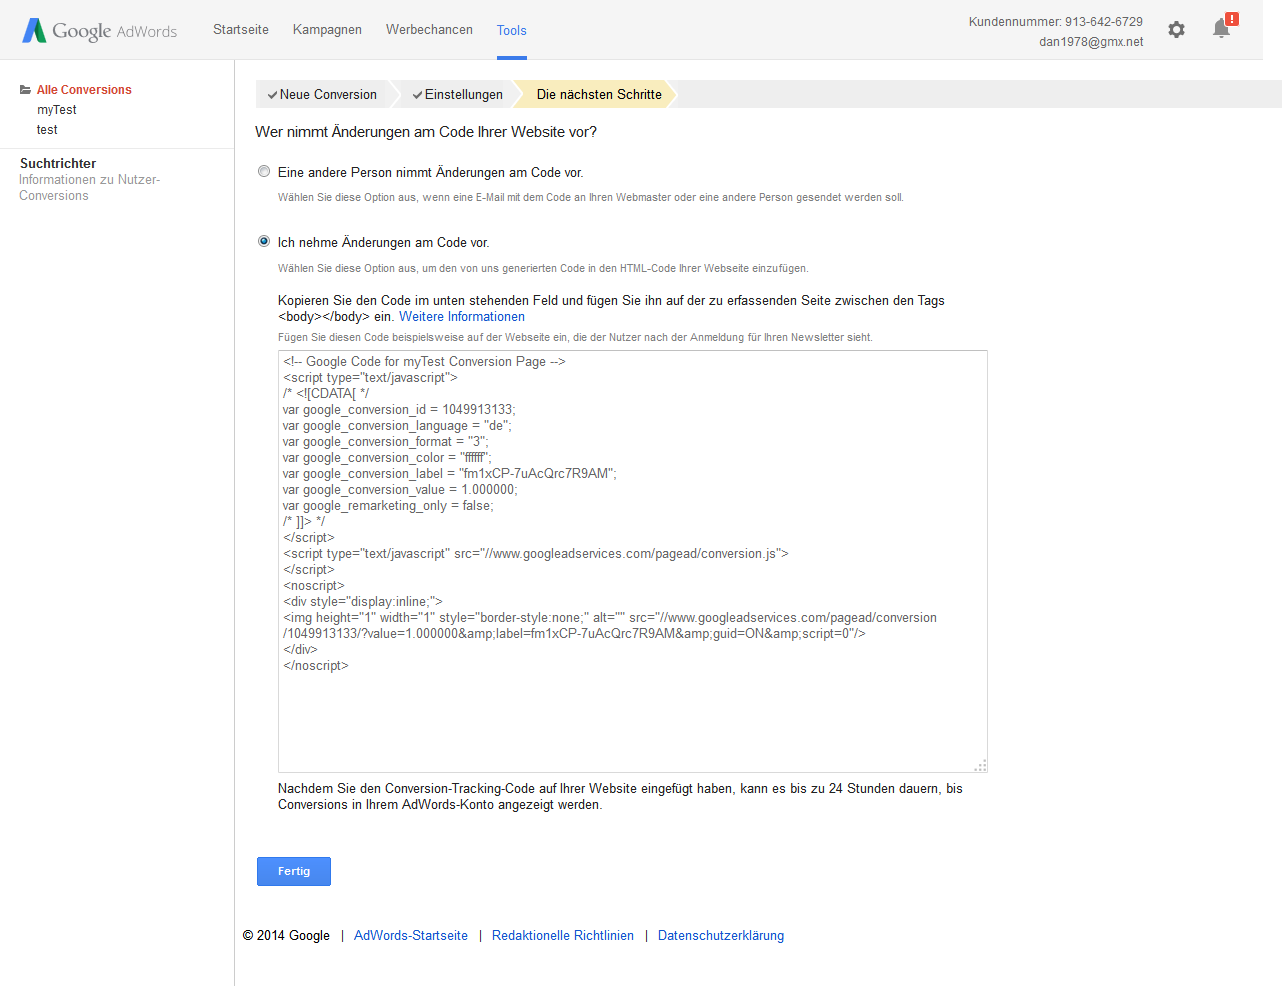 Google AdWords
Startseite Kampagnen Werbechancen Tools
Kundennummer: 913-642-6729
dan1978@gmx.net
!
Alle Conversions
myTest
test
Suchtrichter
Informationen zu Nutzer-
Conversions
Neue Conversion Einstellungen Die nächsten Schritte
Wer nimmt Änderungen am Code Ihrer Website vor?
Eine andere Person nimmt Änderungen am Code vor.
Wählen Sie diese Option aus, wenn eine E-Mail mit dem Code an Ihren Webmaster oder eine andere Person gesendet werden soll.
Ich nehme Änderungen am Code vor.
Wählen Sie diese Option aus, um den von uns generierten Code in den HTML-Code Ihrer Webseite einzufügen.
Kopieren Sie den Code im unten stehenden Feld und fügen Sie ihn auf der zu erfassenden Seite zwischen den Tags
<body></body> ein. Weitere Informationen
Fügen Sie diesen Code beispielsweise auf der Webseite ein, die der Nutzer nach der Anmeldung für Ihren Newsletter sieht.
<!-- Google Code for myTest Conversion Page -->
<script type="text/javascript">
/* <![CDATA[ */
var google_conversion_id = 1049913133;
var google_conversion_language = "de";
var google_conversion_format = "3";
var google_conversion_color = "ffffff";
var google_conversion_label = "fm1xCP-7uAcQrc7R9AM";
var google_conversion_value = 1.000000;
var google_remarketing_only = false;
/* ]]> */
</script>
<script type="text/javascript" src="//www.googleadservices.com/pagead/conversion.js">
</script>
<noscript>
<div style="display:inline;">
<img height="1" width="1" style="border-style:none;" alt="" src="//www.googleadservices.com/pagead/conversion
/1049913133/?value=1.000000&amp;label=fm1xCP-7uAcQrc7R9AM&amp;guid=ON&amp;script=0"/>
</div>
</noscript>
Nachdem Sie den Conversion-Tracking-Code auf Ihrer Website eingefügt haben, kann es bis zu 24 Stunden dauern, bis
Conversions in Ihrem AdWords-Konto angezeigt werden.
Fertig
© 2014 Google | AdWords-Startseite | Redaktionelle Richtlinien | Datenschutzerklärung